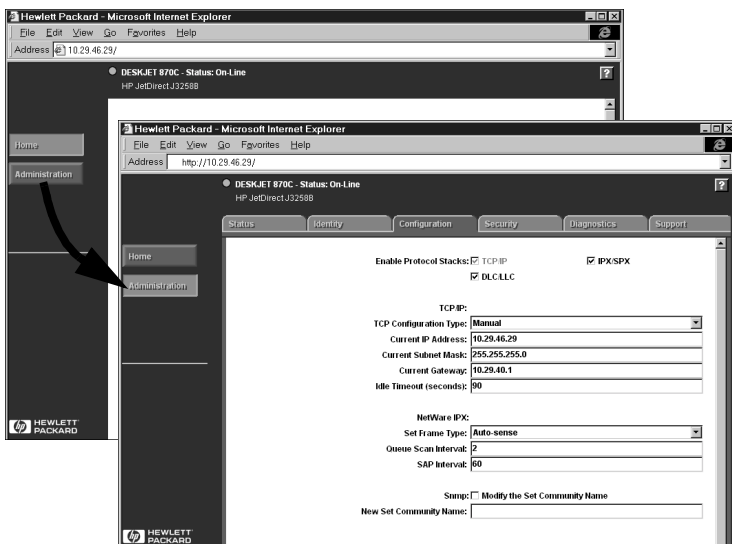 Hewlett Packard - Microsoft Internet Explorer
File Edit View Go Favorites Help
Address 10.29.46.29/
DESKJET 870C - Status: On-Line
HP JetDirect J3258B
?
Home
Administration
HEWLETT
PACKARD
Hewlett Packard - Microsoft Internet Explorer
File Edit View Go Favorites Help
Address http://10.29.46.29/
DESKJET 870C - Status: On-Line
HP JetDirect J3258B
?
Status Identity Configuration Security Diagnostics Support
Home
Administration
Enable Protocol Stacks: TCP/IP IPX/SPX
DLC/LLC
TCP/IP:
TCP Configuration Type: Manual
Current IP Address: 10.29.46.29
Current Subnet Mask: 255.255.255.0
Current Gateway: 10.29.40.1
Idle Timeout (seconds): 90
NetWare IPX:
Set Frame Type: Auto-sense
Queue Scan Interval: 2
SAP Interval: 60
Snmp: Modify the Set Community Name
New Set Community Name:
hp HEWLETT
PACKARD